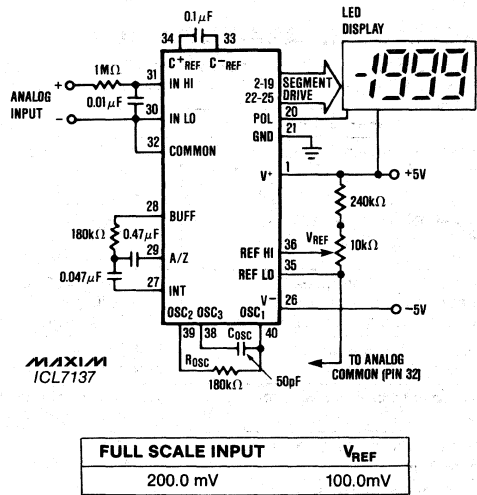 0.1µF
LED
DISPLAY
34 33
C⁺REF C⁻REF
-1999
1MΩ
31
IN HI
2-19 SEGMENT
22-25 DRIVE
ANALOG
INPUT
+
0.01µF
30
IN LO
-
POL 20
GND 21
32
COMMON
V⁺ 1
+5V
240kΩ
28
BUFF
180kΩ 0.47µF
29
A/Z
REF HI 36 VREF 10kΩ
REF LO 35
0.047µF
27
INT
V⁻ 26
-5V
OSC2 OSC3 OSC1
39 38 COSC 40
ROSC
180kΩ
50pF
TO ANALOG
COMMON (PIN 32)
MAXIM
ICL7137
FULL SCALE INPUT VREF
200.0 mV 100.0mV